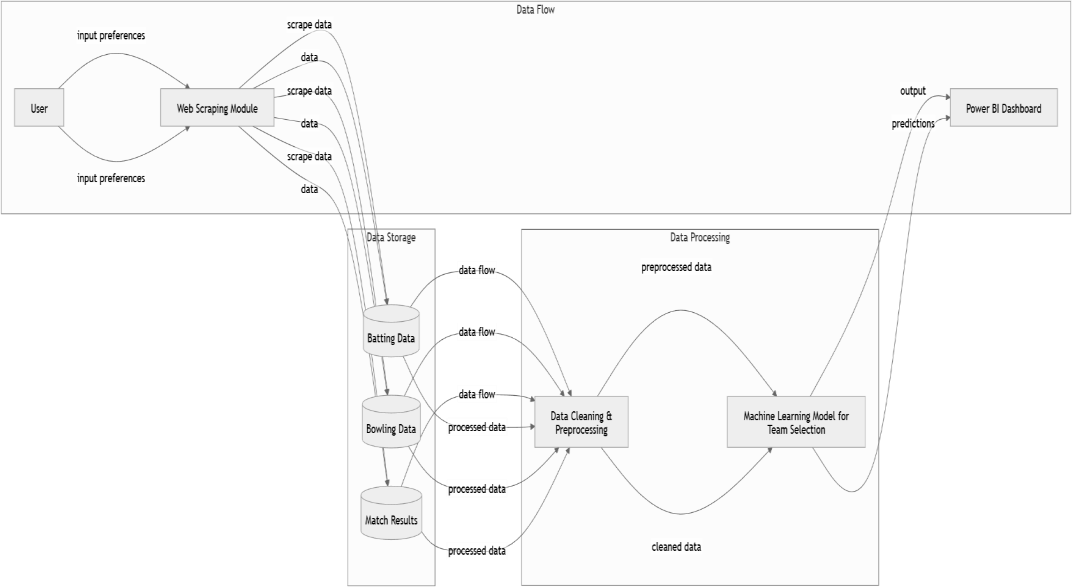 Data Flow
input preferences
scrape data
data
User
Web Scraping Module
scrape data
data
output
Power BI Dashboard
predictions
scrape data
input preferences
data
Data Storage
Data Processing
data flow
preprocessed data
Batting Data
data flow
data flow
Bowling Data
processed data
Data Cleaning &
Preprocessing
Machine Learning Model for
Team Selection
processed data
Match Results
processed data
cleaned data